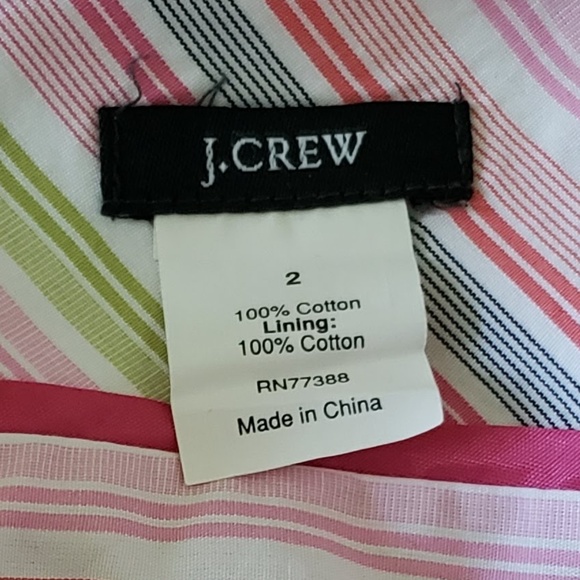 J.CREW
2
100% Cotton
Lining:
100% Cotton
RN77388
Made in China